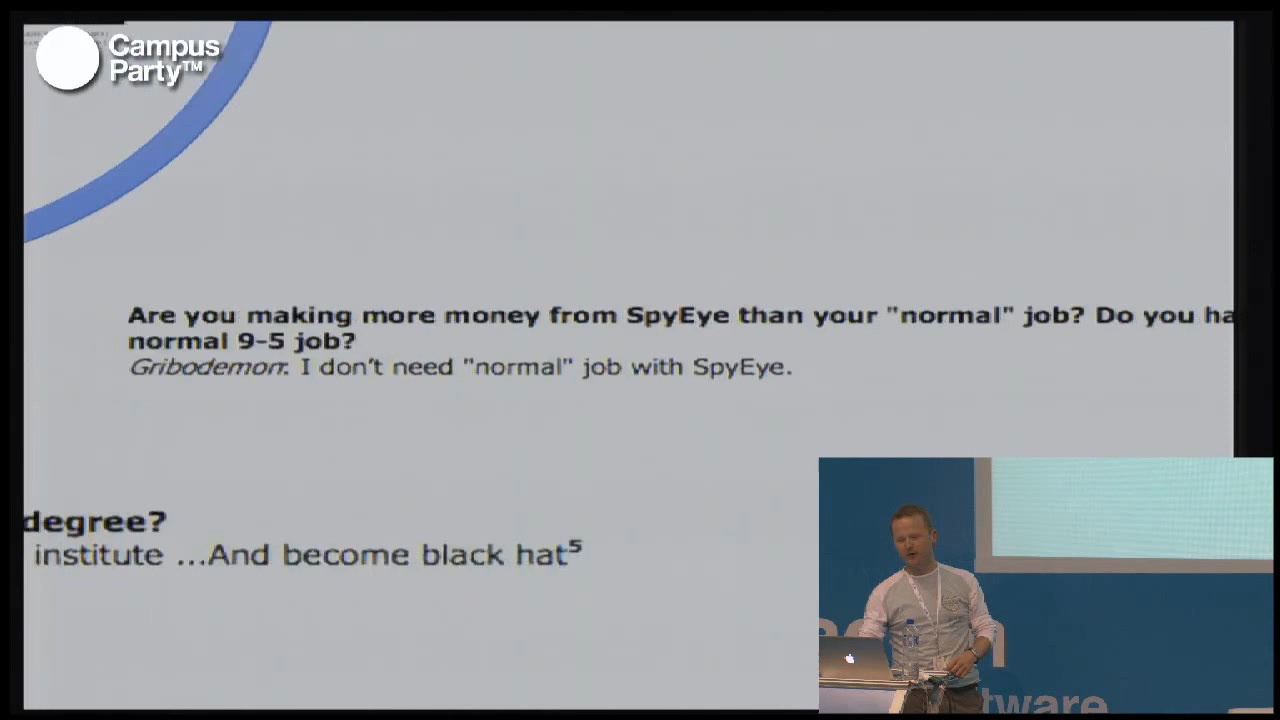 Campus
Party™
Are you making more money from SpyEye than your "normal" job? Do you ha
normal 9-5 job?
Gribodemon: I don't need "normal" job with SpyEye.
degree?
institute ...And become black hat⁵
tware